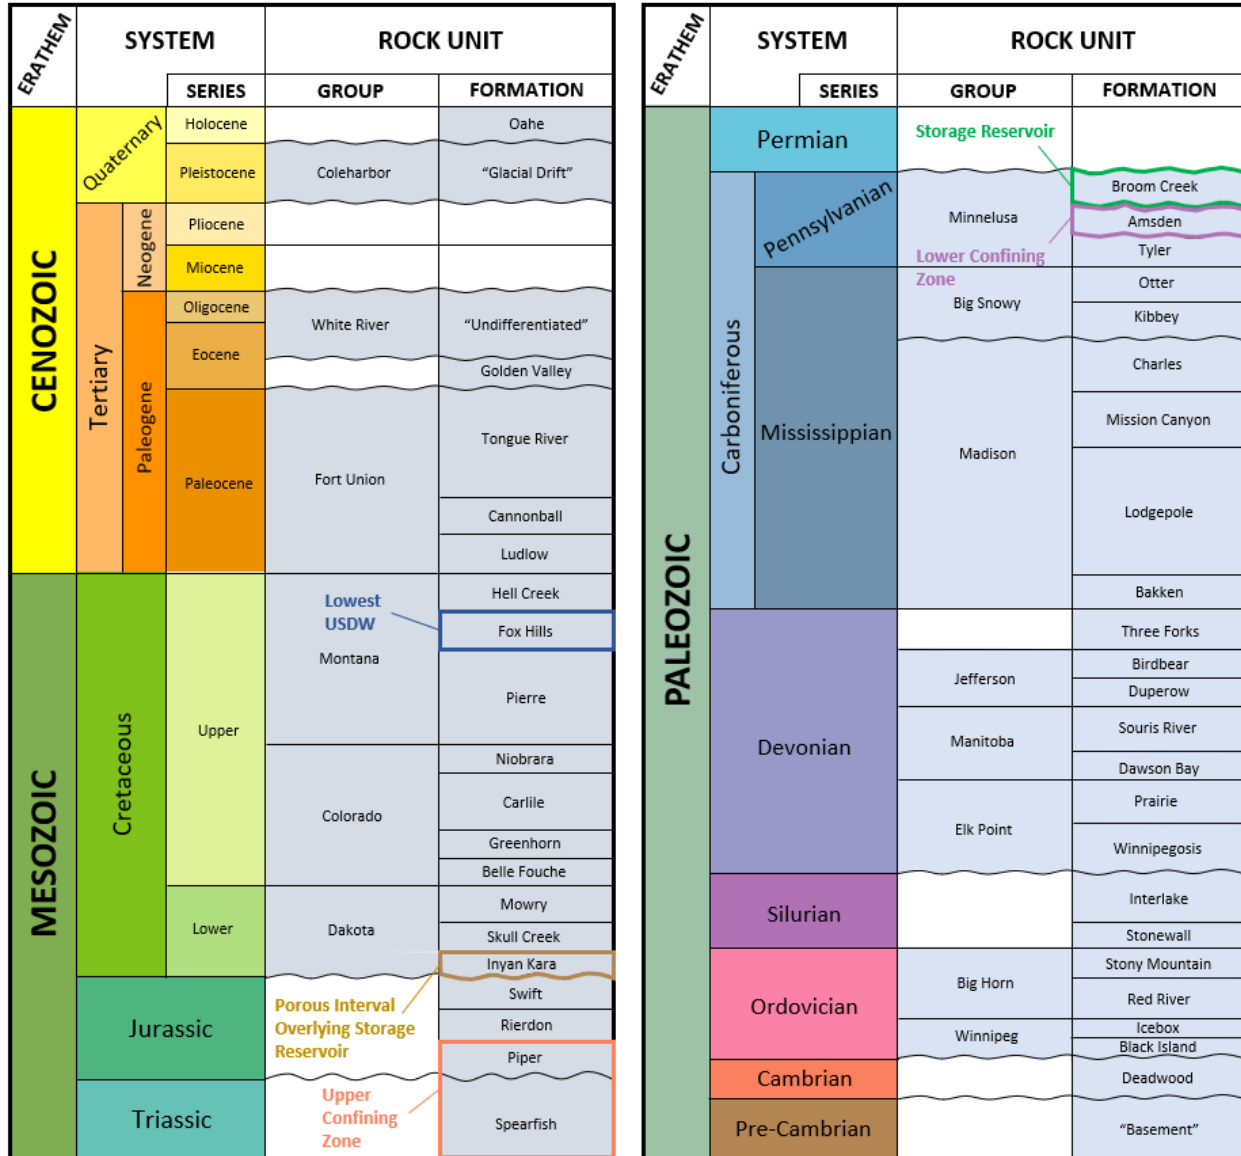 ERATHEM
SYSTEM
ROCK UNIT
SERIES
GROUP
FORMATION
CENOZOIC
Quaternary
Holocene
Oahe
Pleistocene
Coleharbor
“Glacial Drift”
Tertiary
Neogene
Pliocene
Miocene
Paleogene
Oligocene
White River
“Undifferentiated”
Eocene
Golden Valley
Paleocene
Fort Union
Tongue River
Cannonball
Ludlow
MESOZOIC
Cretaceous
Upper
Montana
Hell Creek
Lowest
USDW
Fox Hills
Pierre
Colorado
Niobrara
Carlile
Greenhorn
Belle Fouche
Lower
Dakota
Mowry
Skull Creek
Inyan Kara
Jurassic
Porous Interval
Overlying Storage
Reservoir
Swift
Rierdon
Piper
Triassic
Upper
Confining
Zone
Spearfish
ERATHEM
SYSTEM
ROCK UNIT
SERIES
GROUP
FORMATION
PALEOZOIC
Permian
Storage Reservoir
Carboniferous
Pennsylvanian
Minnelusa
Broom Creek
Amsden
Lower Confining
Zone
Tyler
Mississippian
Big Snowy
Otter
Kibbey
Madison
Charles
Mission Canyon
Lodgepole
Bakken
Devonian
Three Forks
Jefferson
Birdbear
Duperow
Manitoba
Souris River
Dawson Bay
Elk Point
Prairie
Winnipegosis
Silurian
Interlake
Stonewall
Ordovician
Big Horn
Stony Mountain
Red River
Winnipeg
Icebox
Black Island
Cambrian
Deadwood
Pre-Cambrian
“Basement”